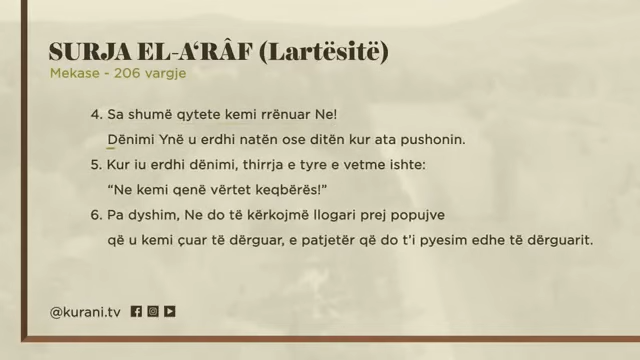 SURJA EL-A‘RÂF (Lartësitë)
Mekase - 206 vargje
4. Sa shumë qytete kemi rrënuar Ne!
Dënimi Ynë u erdhi natën ose ditën kur ata pushonin.
5. Kur iu erdhi dënimi, thirrja e tyre e vetme ishte:
“Ne kemi qenë vërtet keqbërës!”
6. Pa dyshim, Ne do të kërkojmë llogari prej popujve
që u kemi çuar të dërguar, e patjetër që do t’i pyesim edhe të dërguarit.
@kurani.tv